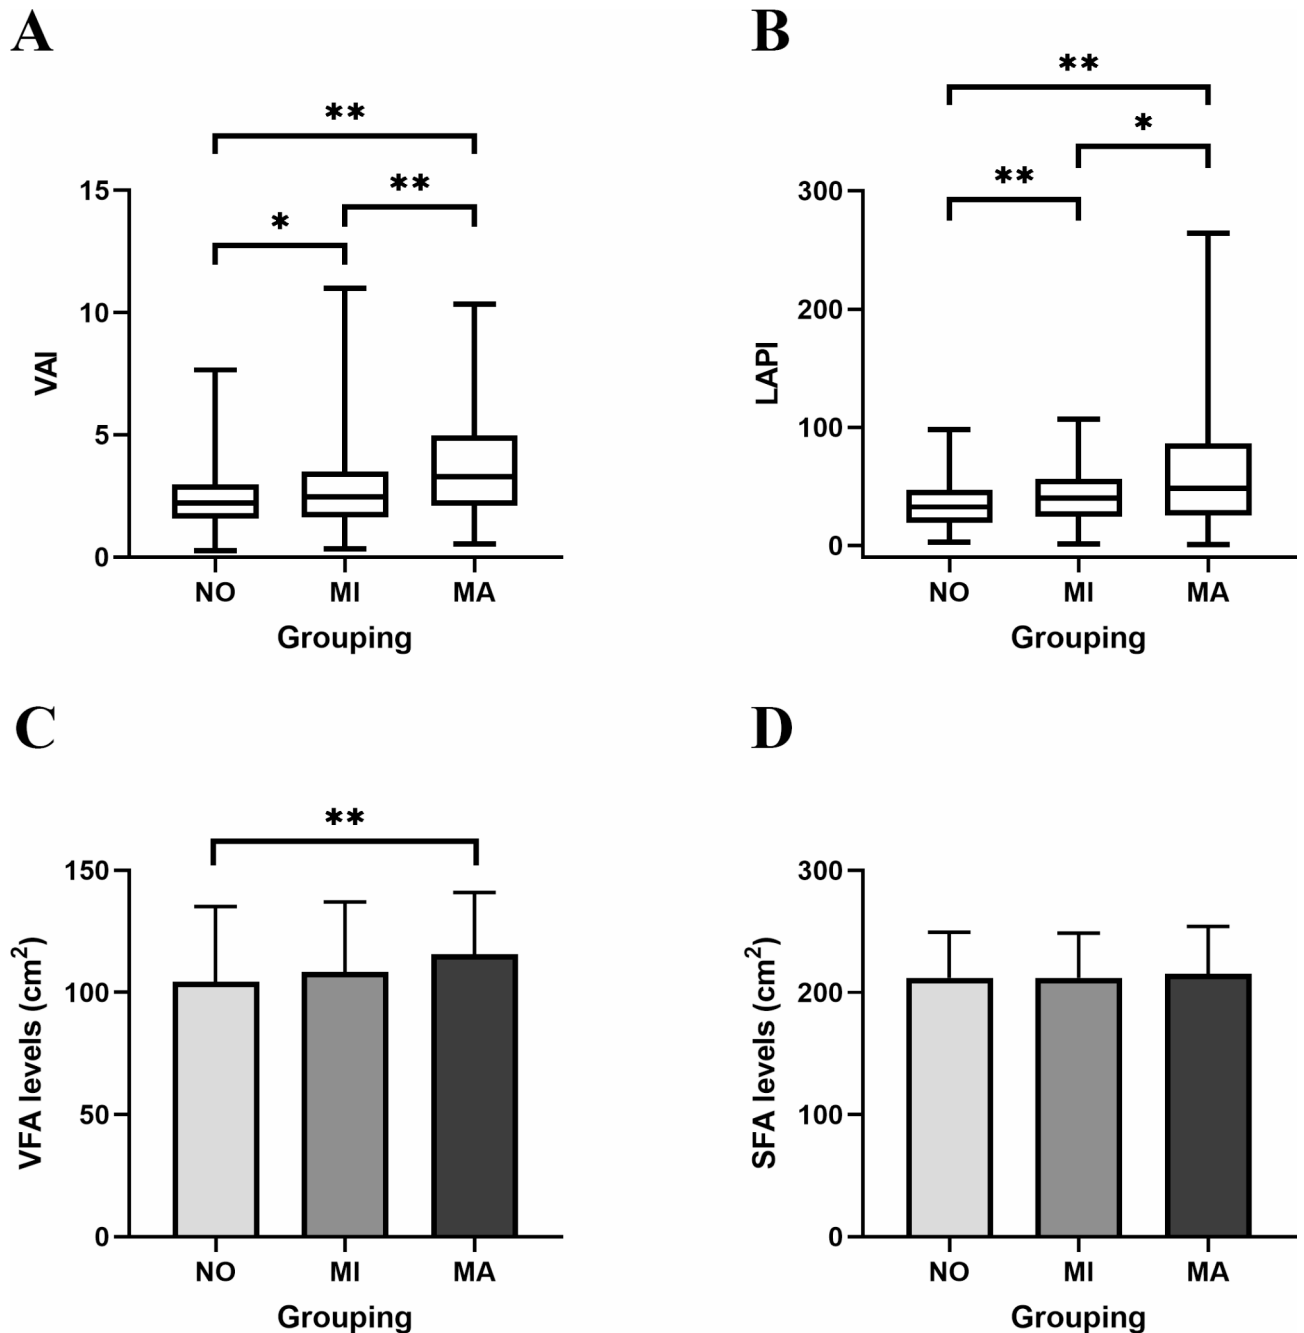 A
**
**
*
15
10
5
0
VAI
NO MI MA
Grouping
B
**
*
**
300
200
100
0
LAPI
NO MI MA
Grouping
C
**
150
100
50
0
VFA levels (cm²)
NO MI MA
Grouping
D
300
200
100
0
SFA levels (cm²)
NO MI MA
Grouping